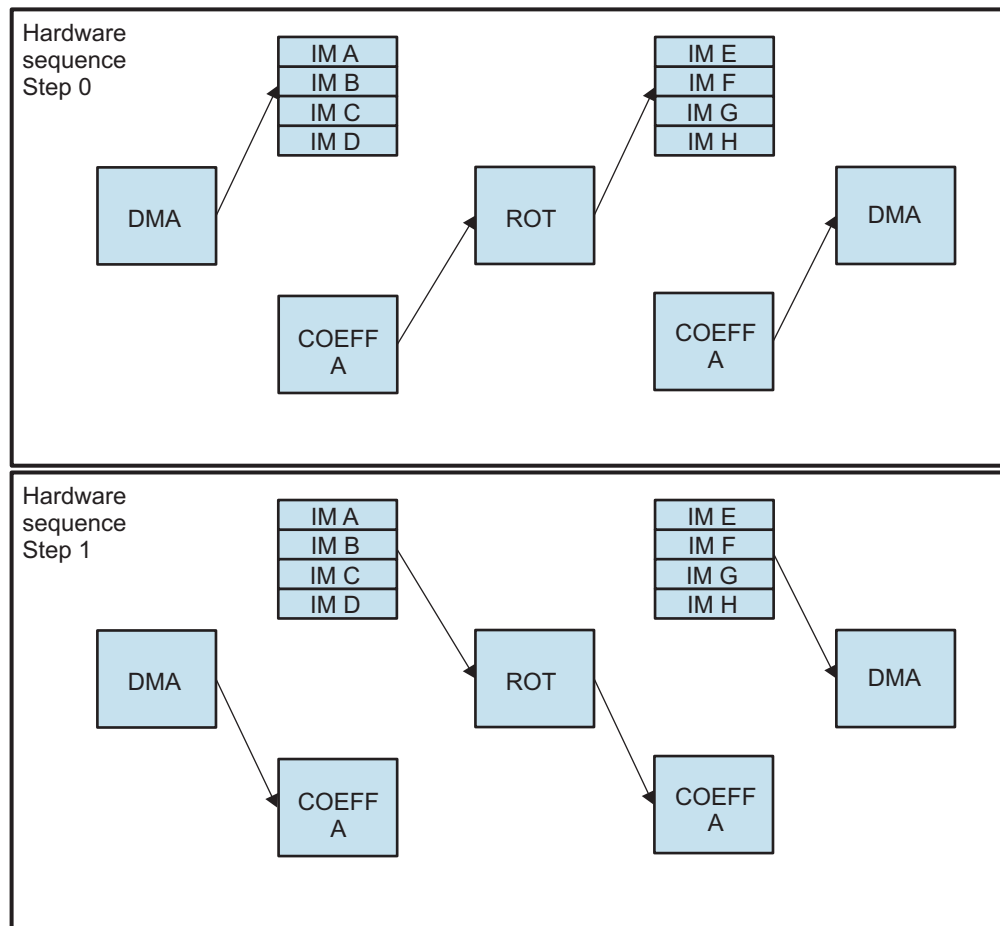 Hardware
sequence
Step 0
IM A
IM B
IM C
IM D
IM E
IM F
IM G
IM H
DMA
ROT
DMA
COEFF
A
COEFF
A
Hardware
sequence
Step 1
IM A
IM B
IM C
IM D
IM E
IM F
IM G
IM H
DMA
ROT
DMA
COEFF
A
COEFF
A